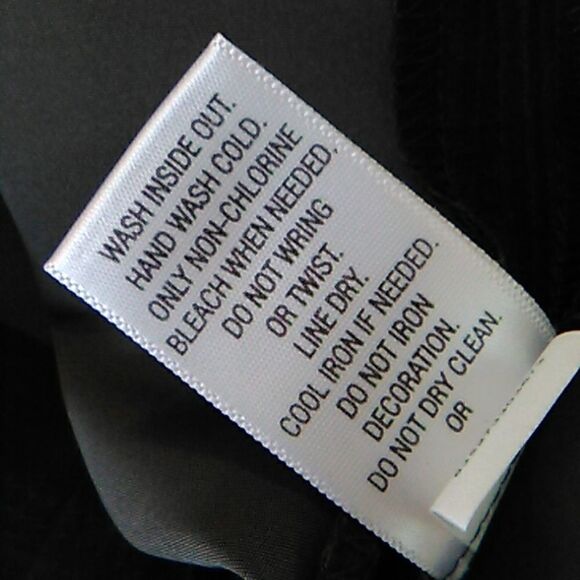 WASH INSIDE OUT.
HAND WASH COLD.
ONLY NON-CHLORINE
BLEACH WHEN NEEDED.
DO NOT WRING
OR TWIST.
LINE DRY.
COOL IRON IF NEEDED.
DO NOT IRON
DECORATION.
DO NOT DRY CLEAN.
OR